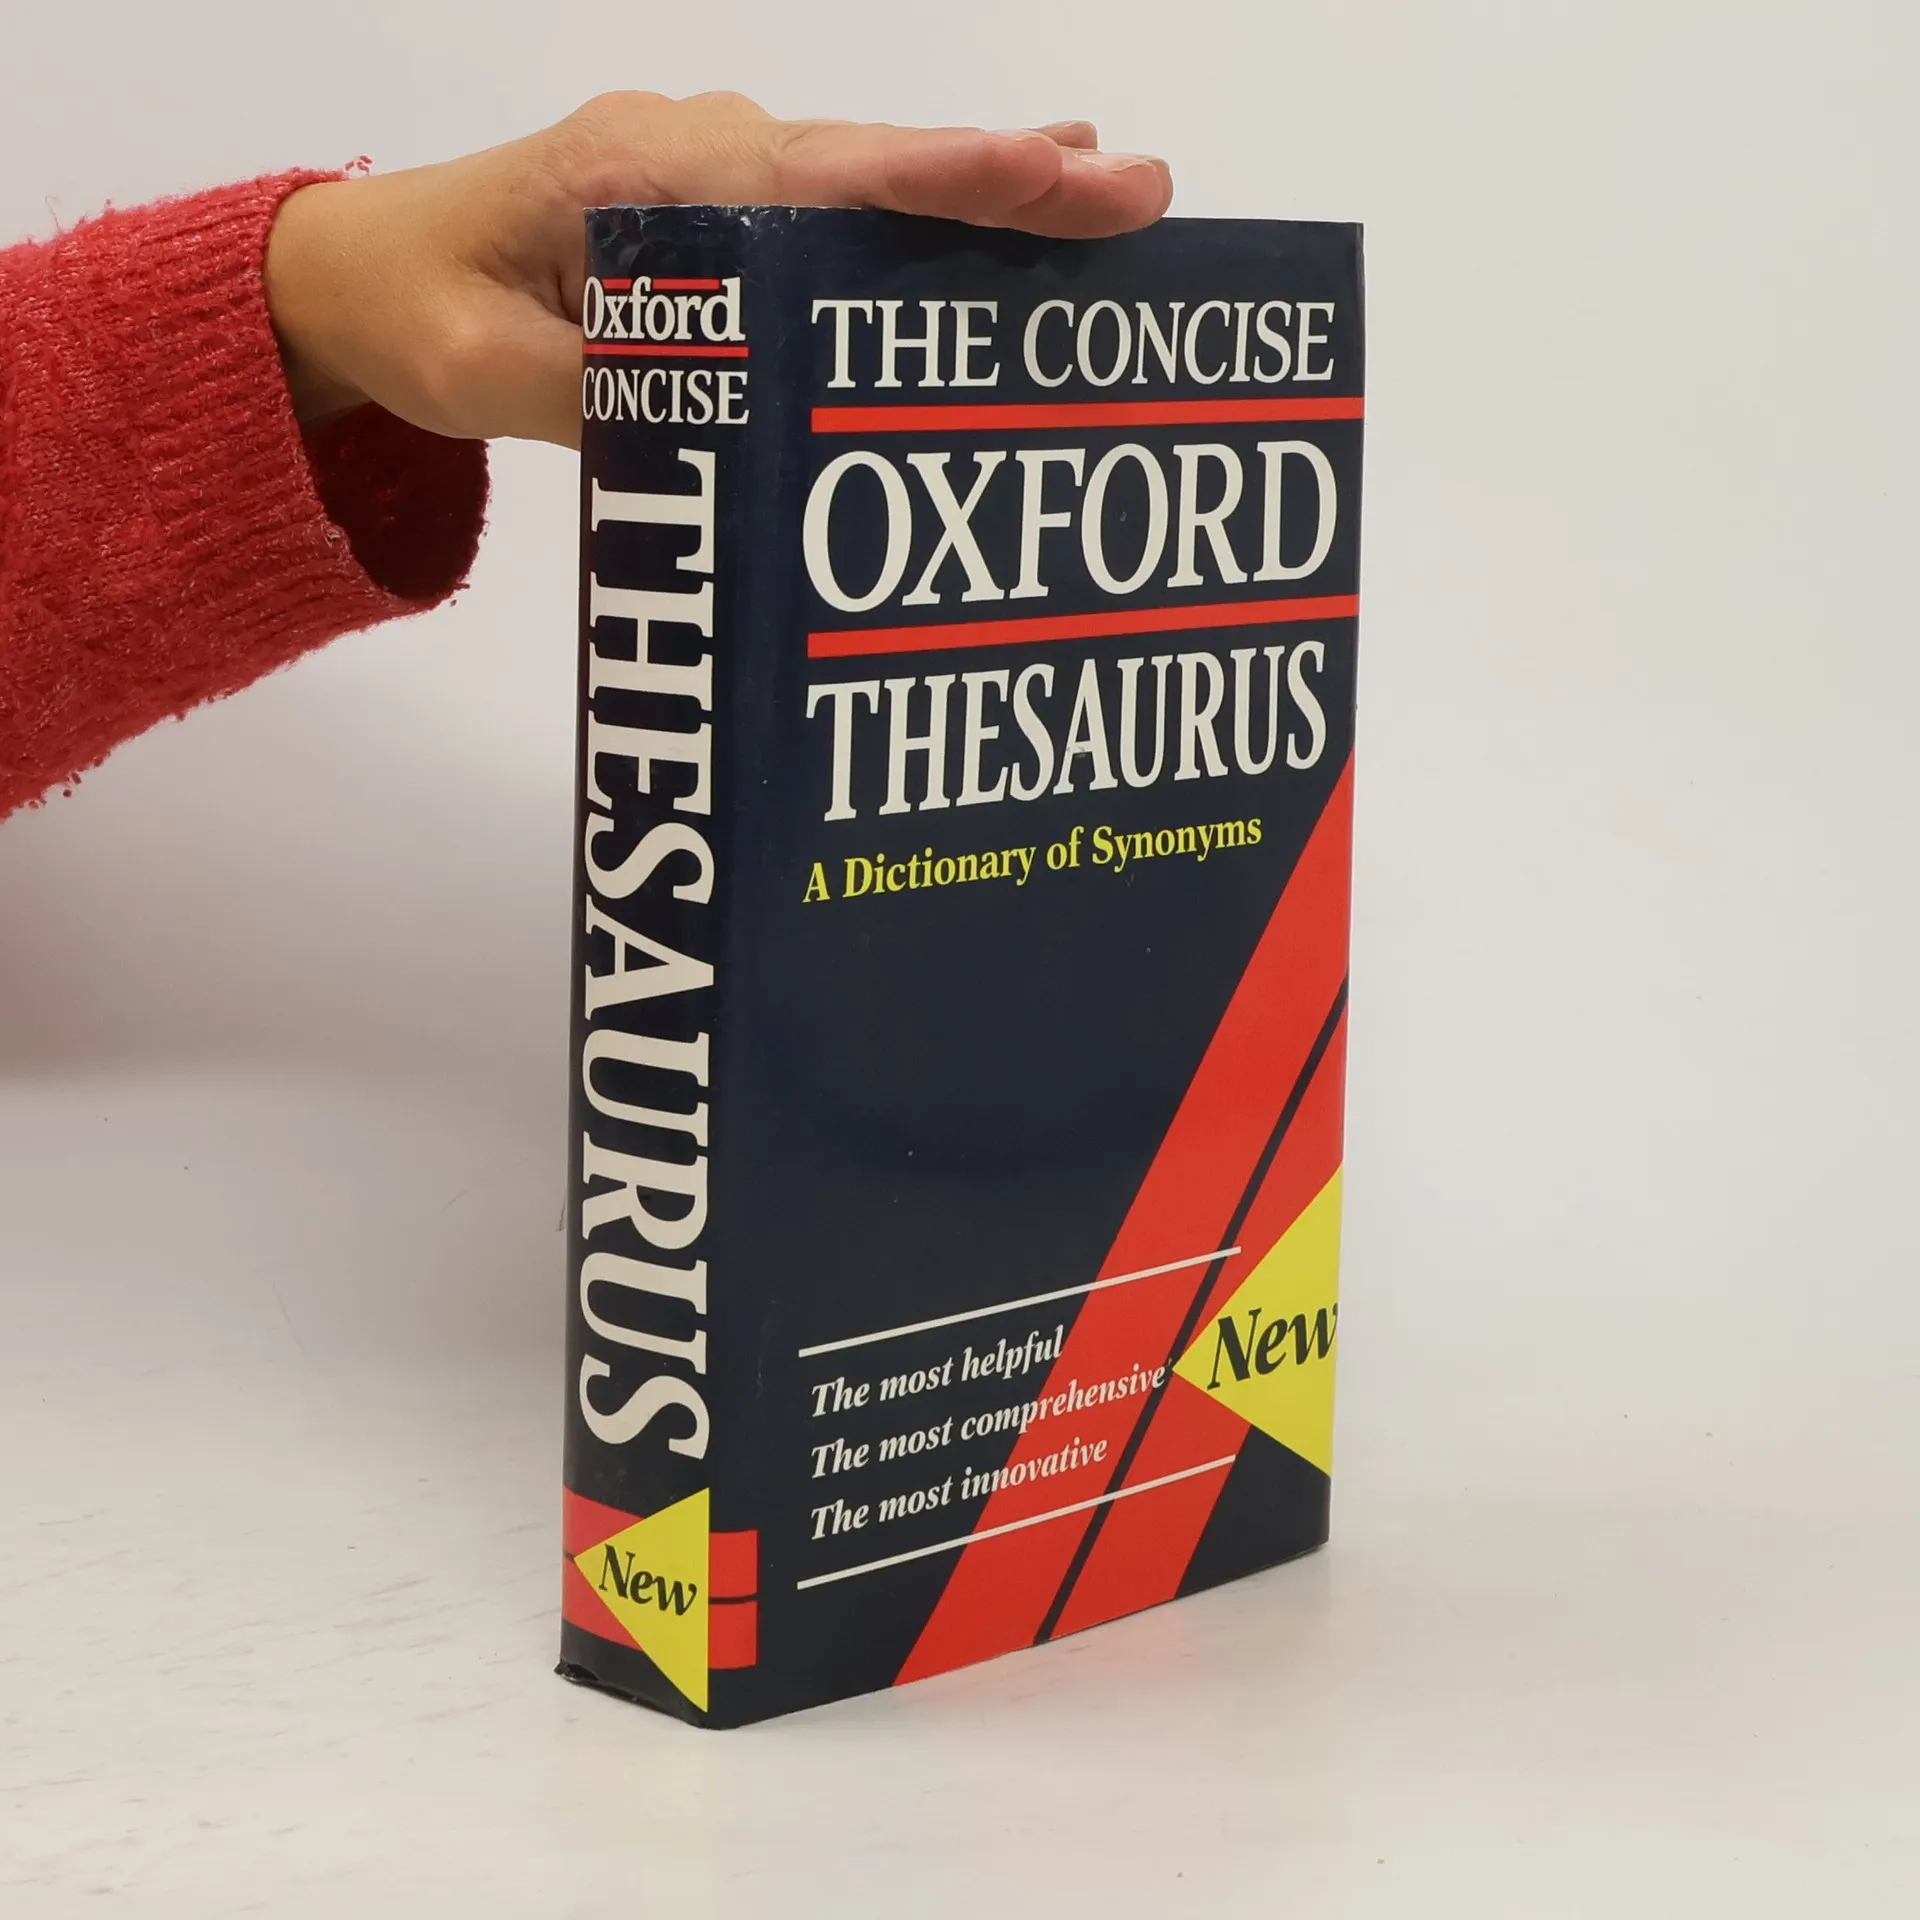 Oxford
CONCISE
THESAURUS
New
THE CONCISE
OXFORD
THESAURUS
A Dictionary of Synonyms
The most helpful
The most comprehensive
The most innovative
New